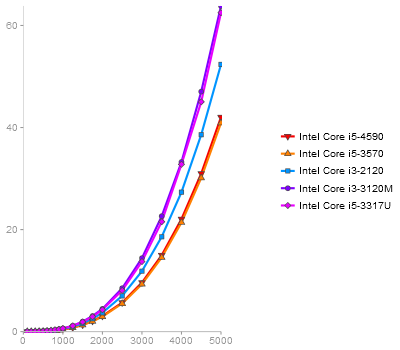 60
40
20
0
0 1000 2000 3000 4000 5000
Intel Core i5-4590
Intel Core i5-3570
Intel Core i3-2120
Intel Core i3-3120M
Intel Core i5-3317U